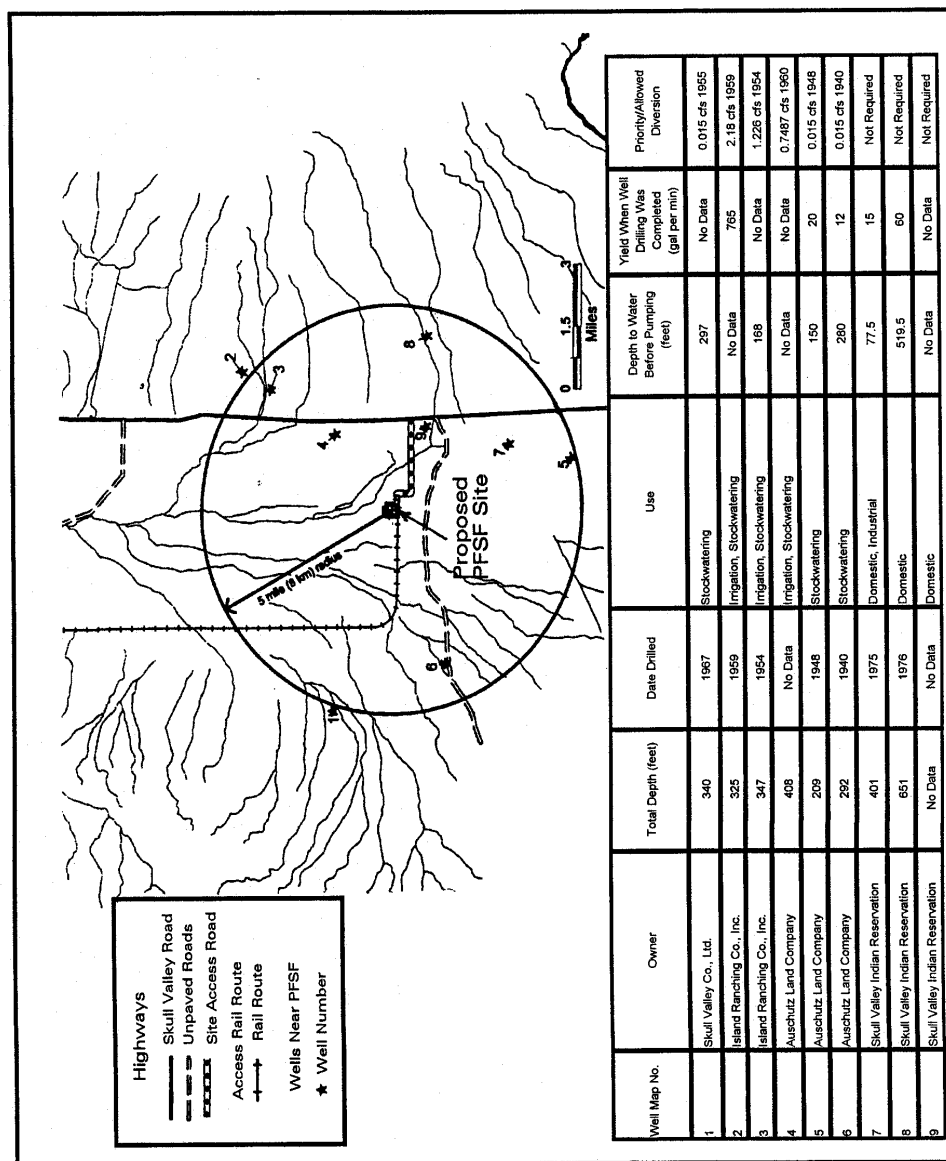 Highways
Skull Valley Road
Unpaved Roads
Site Access Road
Access Rail Route
Rail Route
Wells Near PFSF
Well Number
1
2
3
4
5
6
7
8
9
5 mile (8 km) radius
Proposed
PFSF Site
0 1.5 3
Miles
Well Map No. Owner Total Depth (feet) Date Drilled Use Depth to Water Before Pumping (feet) Yield When Well Drilling Was Completed (gal per min) Priority/Allowed Diversion
1 Skull Valley Co., Ltd. 340 1967 Stockwatering 297 No Data 0.015 cfs 1955
2 Island Ranching Co., Inc. 325 1959 Irrigation, Stockwatering No Data 765 2.18 cfs 1959
3 Island Ranching Co., Inc. 347 1954 Irrigation, Stockwatering 168 No Data 1.226 cfs 1954
4 Auschutz Land Company 408 No Data Irrigation, Stockwatering No Data No Data 0.7487 cfs 1960
5 Auschutz Land Company 209 1948 Stockwatering 150 20 0.015 cfs 1948
6 Auschutz Land Company 292 1940 Stockwatering 280 12 0.015 cfs 1940
7 Skull Valley Indian Reservation 401 1975 Domestic, Industrial 77.5 15 Not Required
8 Skull Valley Indian Reservation 651 1976 Domestic 519.5 60 Not Required
9 Skull Valley Indian Reservation No Data No Data Domestic No Data No Data Not Required